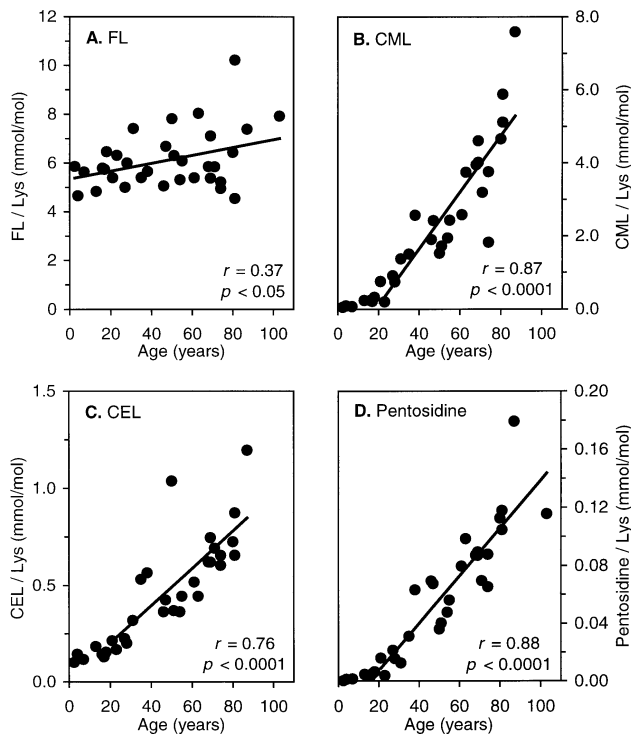 A. FL
FL / Lys (mmol/mol)
12
10
8
6
4
2
0
r = 0.37
p < 0.05
0 20 40 60 80 100
Age (years)
B. CML
CML / Lys (mmol/mol)
8.0
6.0
4.0
2.0
0.0
r = 0.87
p < 0.0001
0 20 40 60 80 100
Age (years)
C. CEL
CEL / Lys (mmol/mol)
1.5
1.0
0.5
0.0
r = 0.76
p < 0.0001
0 20 40 60 80 100
Age (years)
D. Pentosidine
Pentosidine / Lys (mmol/mol)
0.20
0.16
0.12
0.08
0.04
0.00
r = 0.88
p < 0.0001
0 20 40 60 80 100
Age (years)